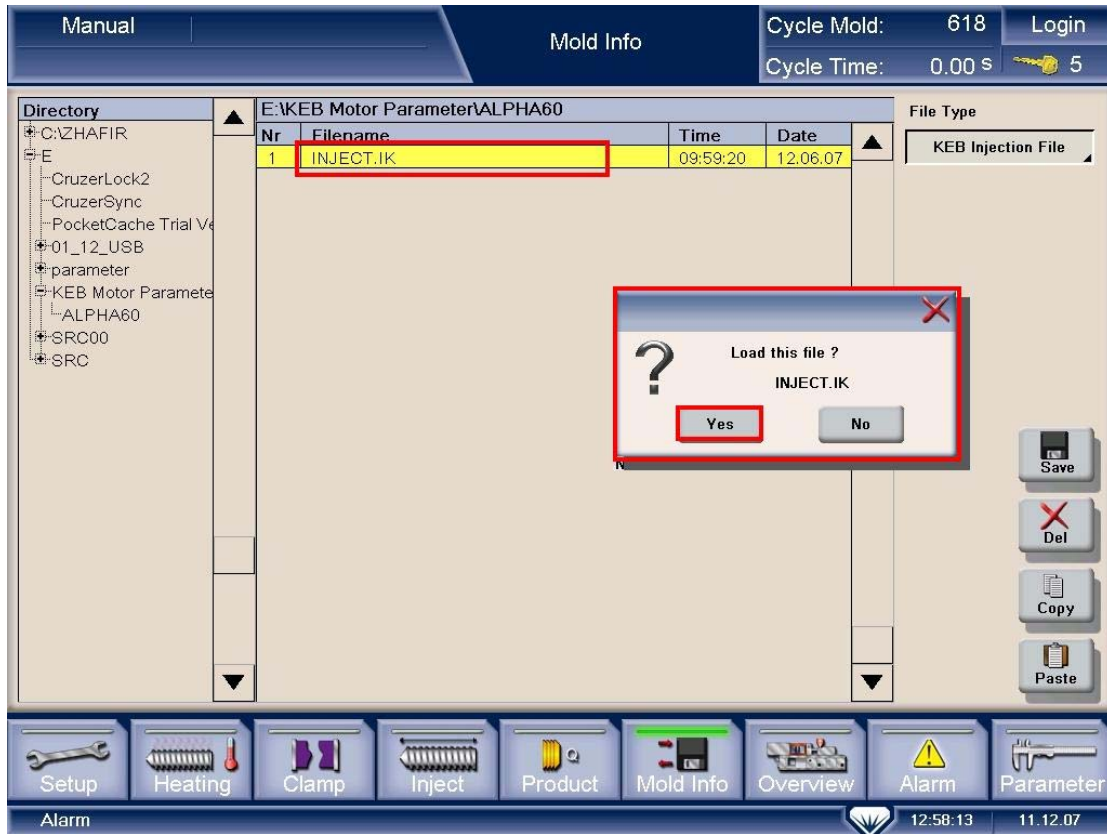 Manual
Mold Info
Cycle Mold: 618
Login
Cycle Time: 0.00 s
5
Directory
C:\ZHAFIR
E
CruzerLock2
CruzerSync
PocketCache Trial Ve
01_12_USB
parameter
KEB Motor Paramete
ALPHA60
SRC00
SRC
E:\KEB Motor Parameter\ALPHA60
Nr Filename Time Date
1 INJECT.IK 09:59:20 12.06.07
File Type
KEB Injection File
?
Load this file ?
INJECT.IK
Yes No
Save
Del
Copy
Paste
Setup Heating Clamp Inject Product Mold Info Overview Alarm Parameter
Alarm 12:58:13 11.12.07